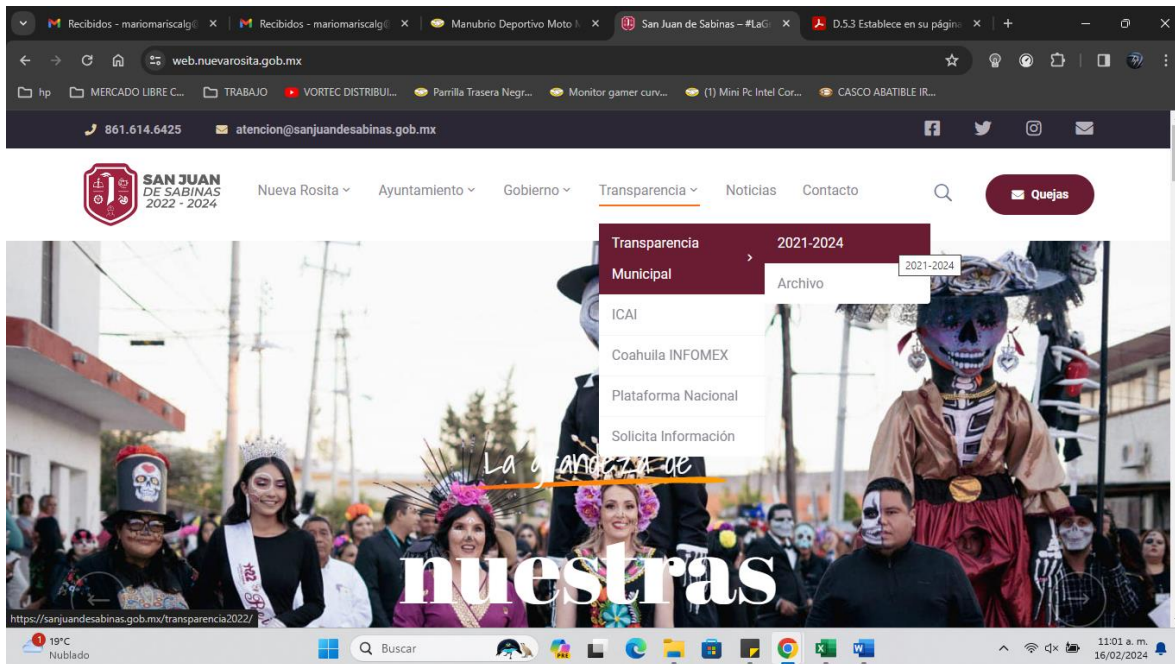 Recibidos - mariomariscalg@
Recibidos - mariomariscalg@
Manubrio Deportivo Moto
San Juan de Sabinas – #LaGr
D.5.3 Establece en su página
web.nuevarosita.gob.mx
hp
MERCADO LIBRE C...
TRABAJO
VORTEC DISTRIBUI...
Parrilla Trasera Negr...
Monitor gamer curv...
(1) Mini Pc Intel Cor...
CASCO ABATIBLE IR...
861.614.6425
atencion@sanjuandesabinas.gob.mx
SAN JUAN
DE SABINAS
2022 - 2024
Nueva Rosita
Ayuntamiento
Gobierno
Transparencia
Noticias
Contacto
Quejas
Transparencia
Municipal
2021-2024
2021-2024
Archivo
ICAI
Coahuila INFOMEX
Plataforma Nacional
Solicita Información
La grandeza de
nuestras
https://sanjuandesabinas.gob.mx/transparencia2022/
1
19°C
Nublado
Buscar
PRE
11:01 a. m.
16/02/2024